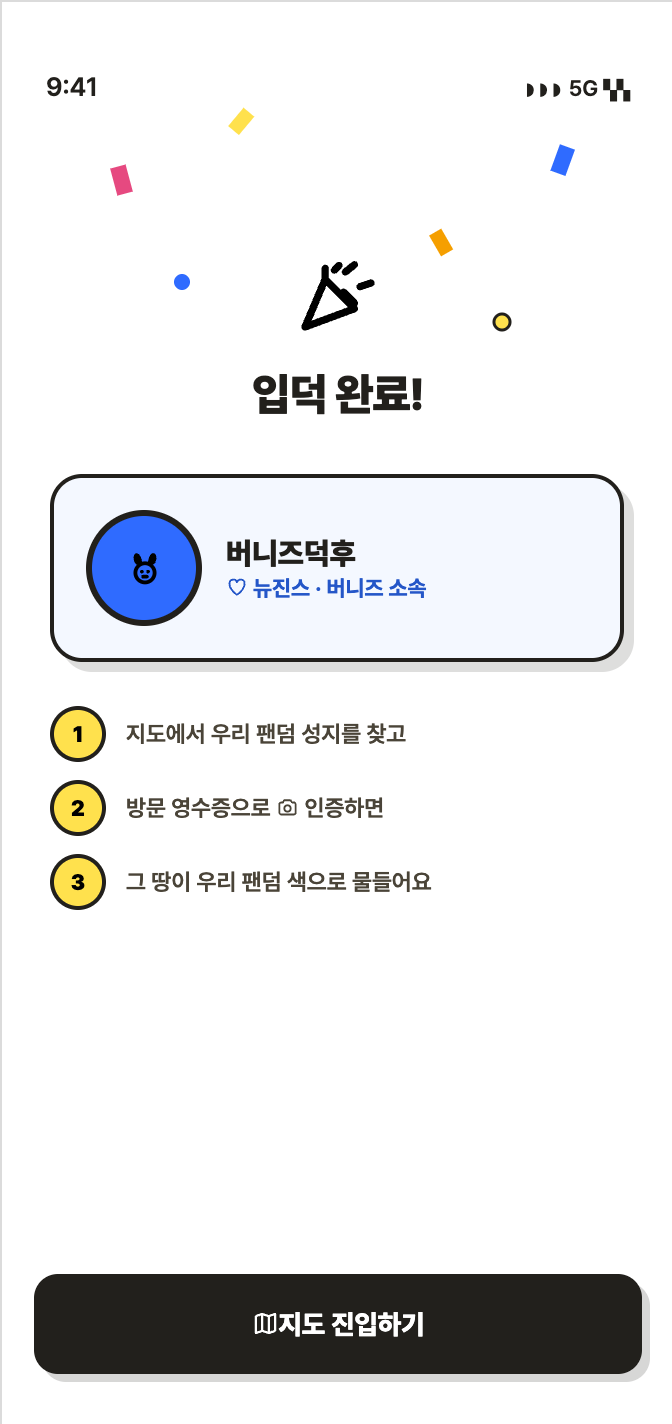 9:41
5G
입덕 완료!
버니즈덕후
♡ 뉴진스 · 버니즈 소속
1 지도에서 우리 팬덤 성지를 찾고
2 방문 영수증으로 인증하면
3 그 땅이 우리 팬덤 색으로 물들어요
지도 진입하기